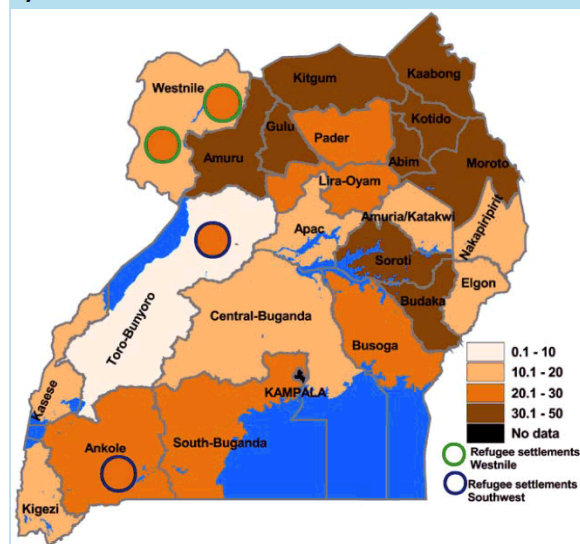 Westnile
Kitgum
Kaabong
Gulu
Pader
Kotido
Amuru
Abim
Moroto
Lira-Oyam
Apac
Amuria/Katakwi
Nakapiripirit
Soroti
Elgon
Toro-Bunyoro
Central-Buganda
Budaka
Busoga
Kasese
KAMPALA
Ankole
South-Buganda
Kigezi
0.1 - 10
10.1 - 20
20.1 - 30
30.1 - 50
No data
Refugee settlements
Westnile
Refugee settlements
Southwest